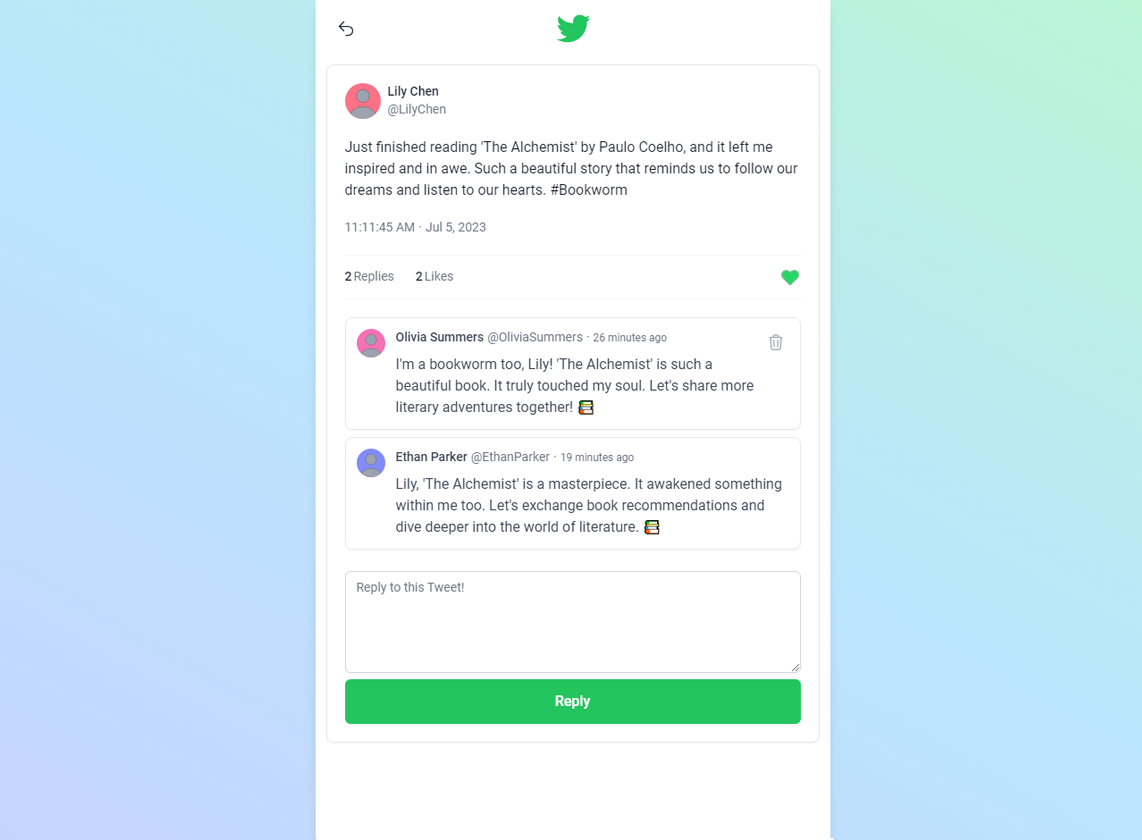 Lily Chen
@LilyChen
Just finished reading 'The Alchemist' by Paulo Coelho, and it left me
inspired and in awe. Such a beautiful story that reminds us to follow our
dreams and listen to our hearts. #Bookworm
11:11:45 AM · Jul 5, 2023
2 Replies 2 Likes
Olivia Summers @OliviaSummers · 26 minutes ago
I'm a bookworm too, Lily! 'The Alchemist' is such a
beautiful book. It truly touched my soul. Let's share more
literary adventures together! 📚
Ethan Parker @EthanParker · 19 minutes ago
Lily, 'The Alchemist' is a masterpiece. It awakened something
within me too. Let's exchange book recommendations and
dive deeper into the world of literature. 📚
Reply to this Tweet!
Reply